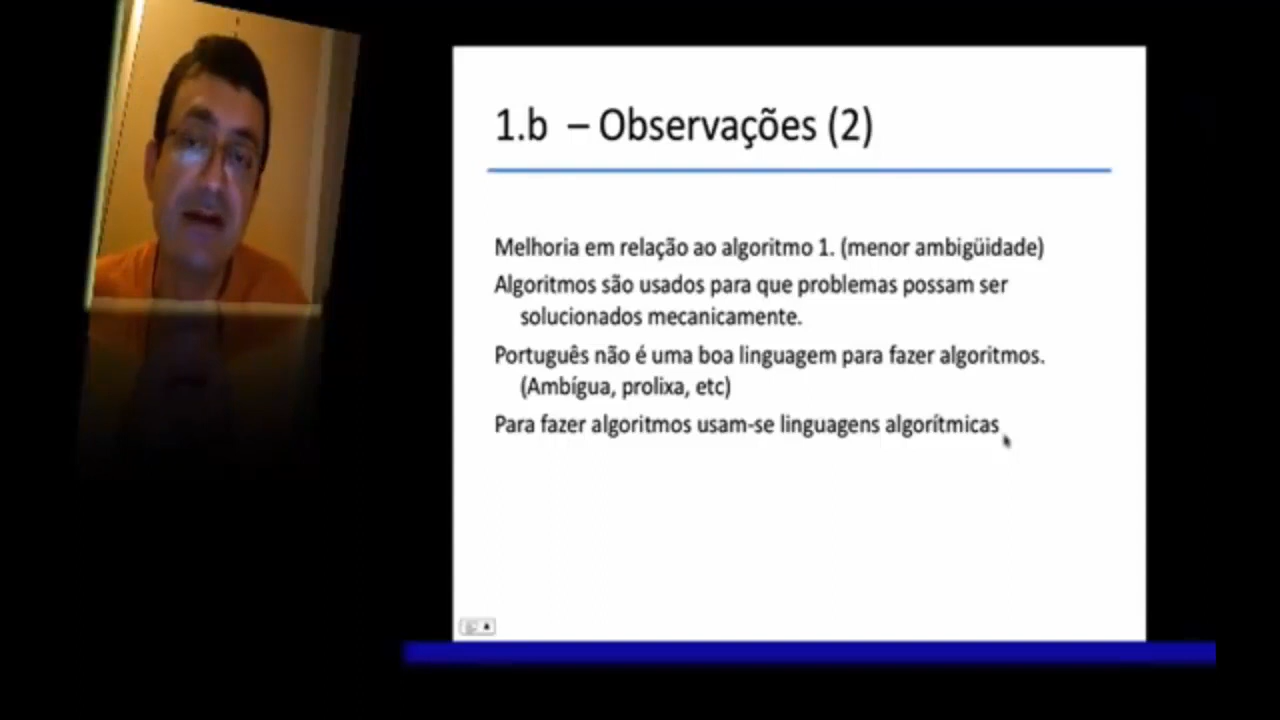 1.b – Observações (2)
Melhoria em relação ao algoritmo 1. (menor ambigüidade)
Algoritmos são usados para que problemas possam ser
solucionados mecanicamente.
Português não é uma boa linguagem para fazer algoritmos.
(Ambígua, prolixa, etc)
Para fazer algoritmos usam-se linguagens algorítmicas